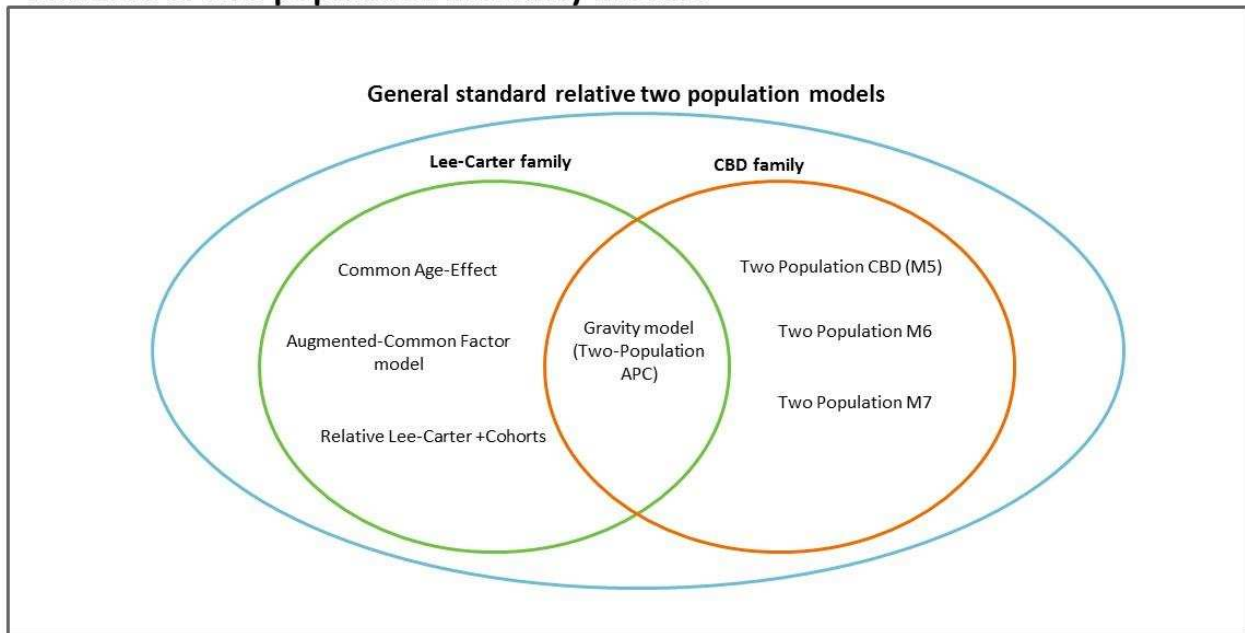 General standard relative two population models
Lee-Carter family
CBD family
Common Age-Effect
Two Population CBD (M5)
Augmented-Common Factor
model
Gravity model
(Two-Population
APC)
Two Population M6
Two Population M7
Relative Lee-Carter +Cohorts